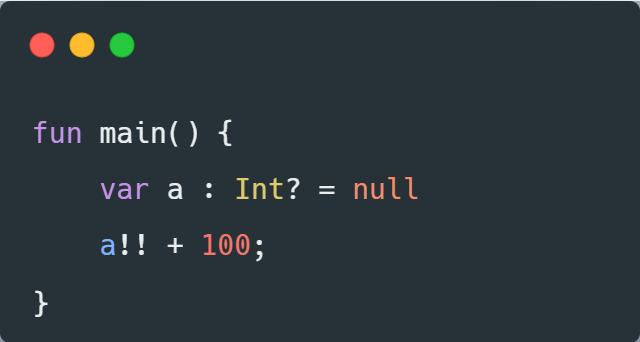 fun main() {
    var a : Int? = null
    a!! + 100;
}